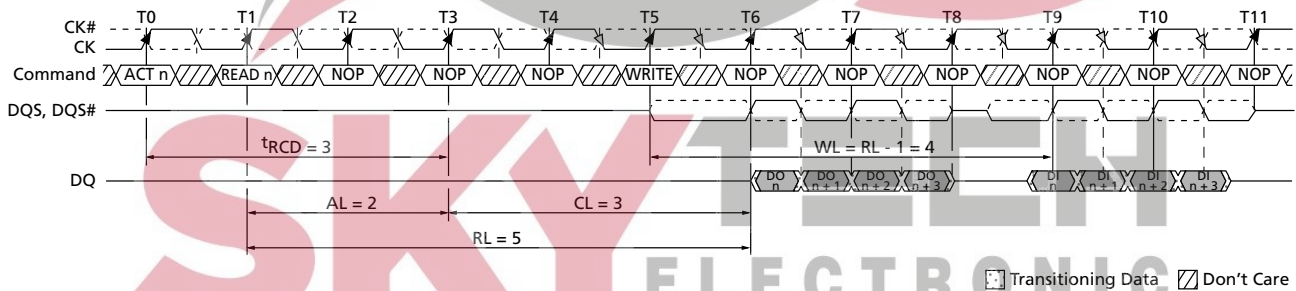 T0 T1 T2 T3 T4 T5 T6 T7 T8 T9 T10 T11
CK#
CK
Command ACT n READ n NOP NOP NOP WRITE NOP NOP NOP NOP NOP NOP
DQS, DQS#
tRCD = 3 WL = RL - 1 = 4
DQ DO n DO n + 1 DO n + 2 DO n + 3 DI n DI n + 1 DI n + 2 DI n + 3
AL = 2 CL = 3
RL = 5
SKYTECH
ELECTRONIC
Transitioning Data Don't Care